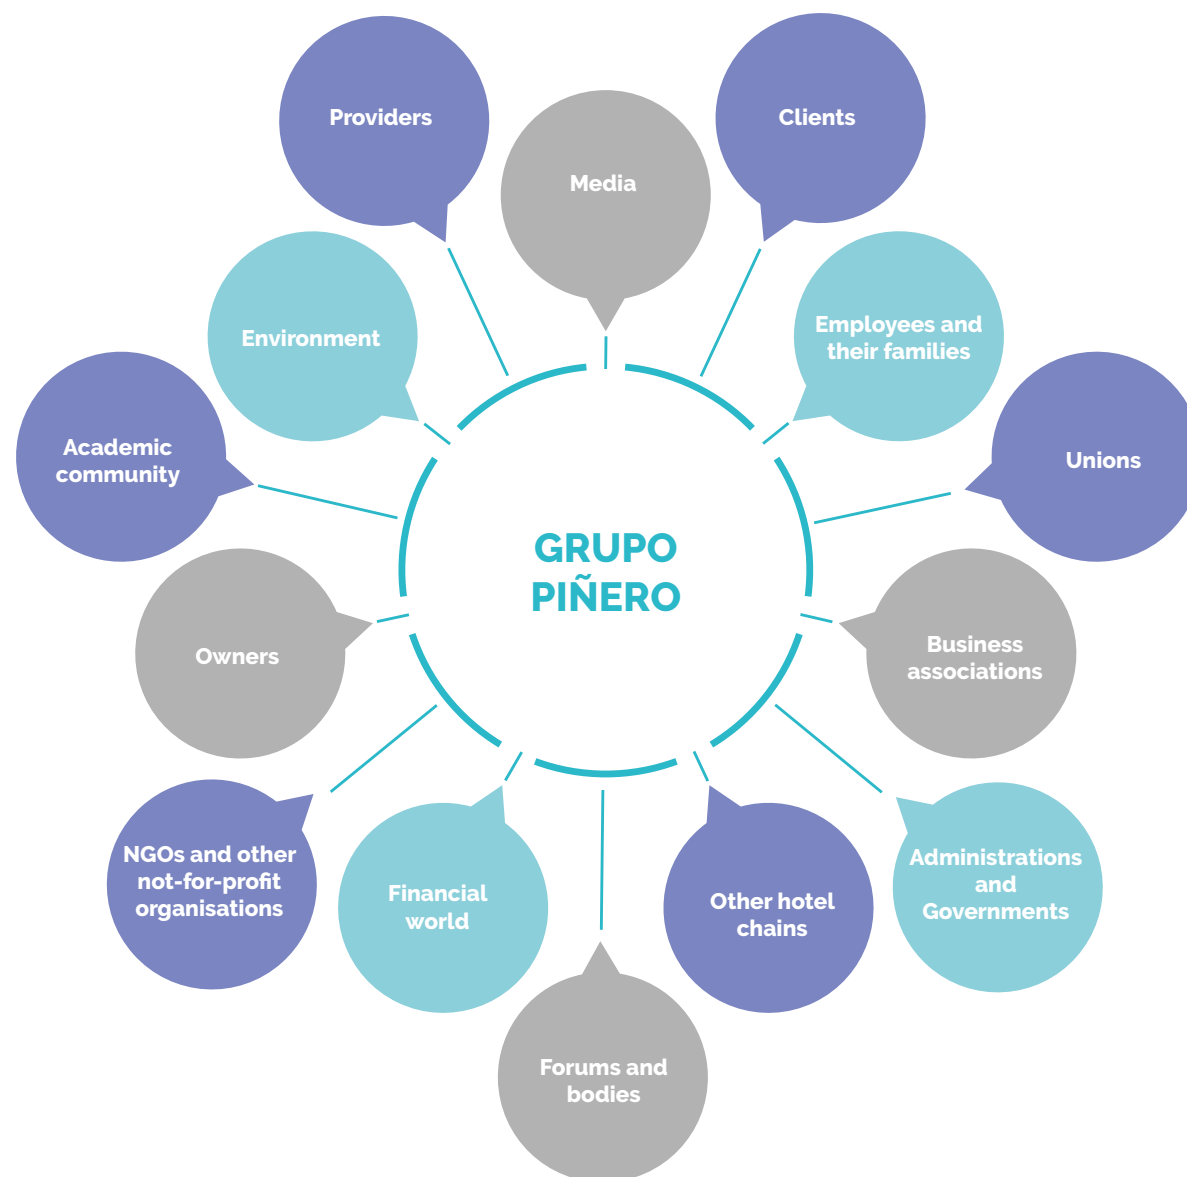 Providers
Clients
Media
Environment
Employees and
their families
Academic
community
Unions
GRUPO
PIÑERO
Owners
Business
associations
NGOs and other
not-for-profit
organisations
Financial
world
Other hotel
chains
Administrations
and
Governments
Forums and
bodies